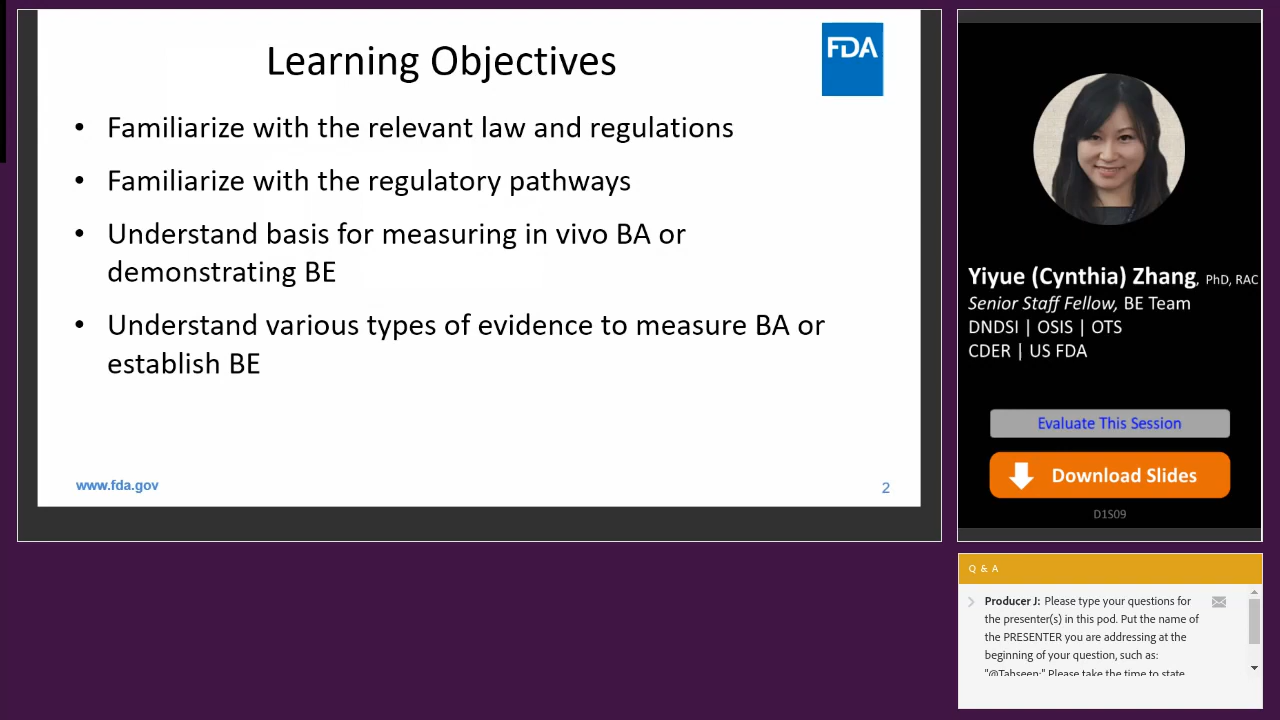 Learning Objectives
FDA
• Familiarize with the relevant law and regulations
• Familiarize with the regulatory pathways
• Understand basis for measuring in vivo BA or
demonstrating BE
• Understand various types of evidence to measure BA or
establish BE
www.fda.gov
2
Yiyue (Cynthia) Zhang, PhD, RAC
Senior Staff Fellow, BE Team
DNDSI | OSIS | OTS
CDER | US FDA
Evaluate This Session
Download Slides
D1S09
Q & A
Producer J: Please type your questions for
the presenter(s) in this pod. Put the name of
the PRESENTER you are addressing at the
beginning of your question, such as:
"@Tahseen:" Please take the time to state